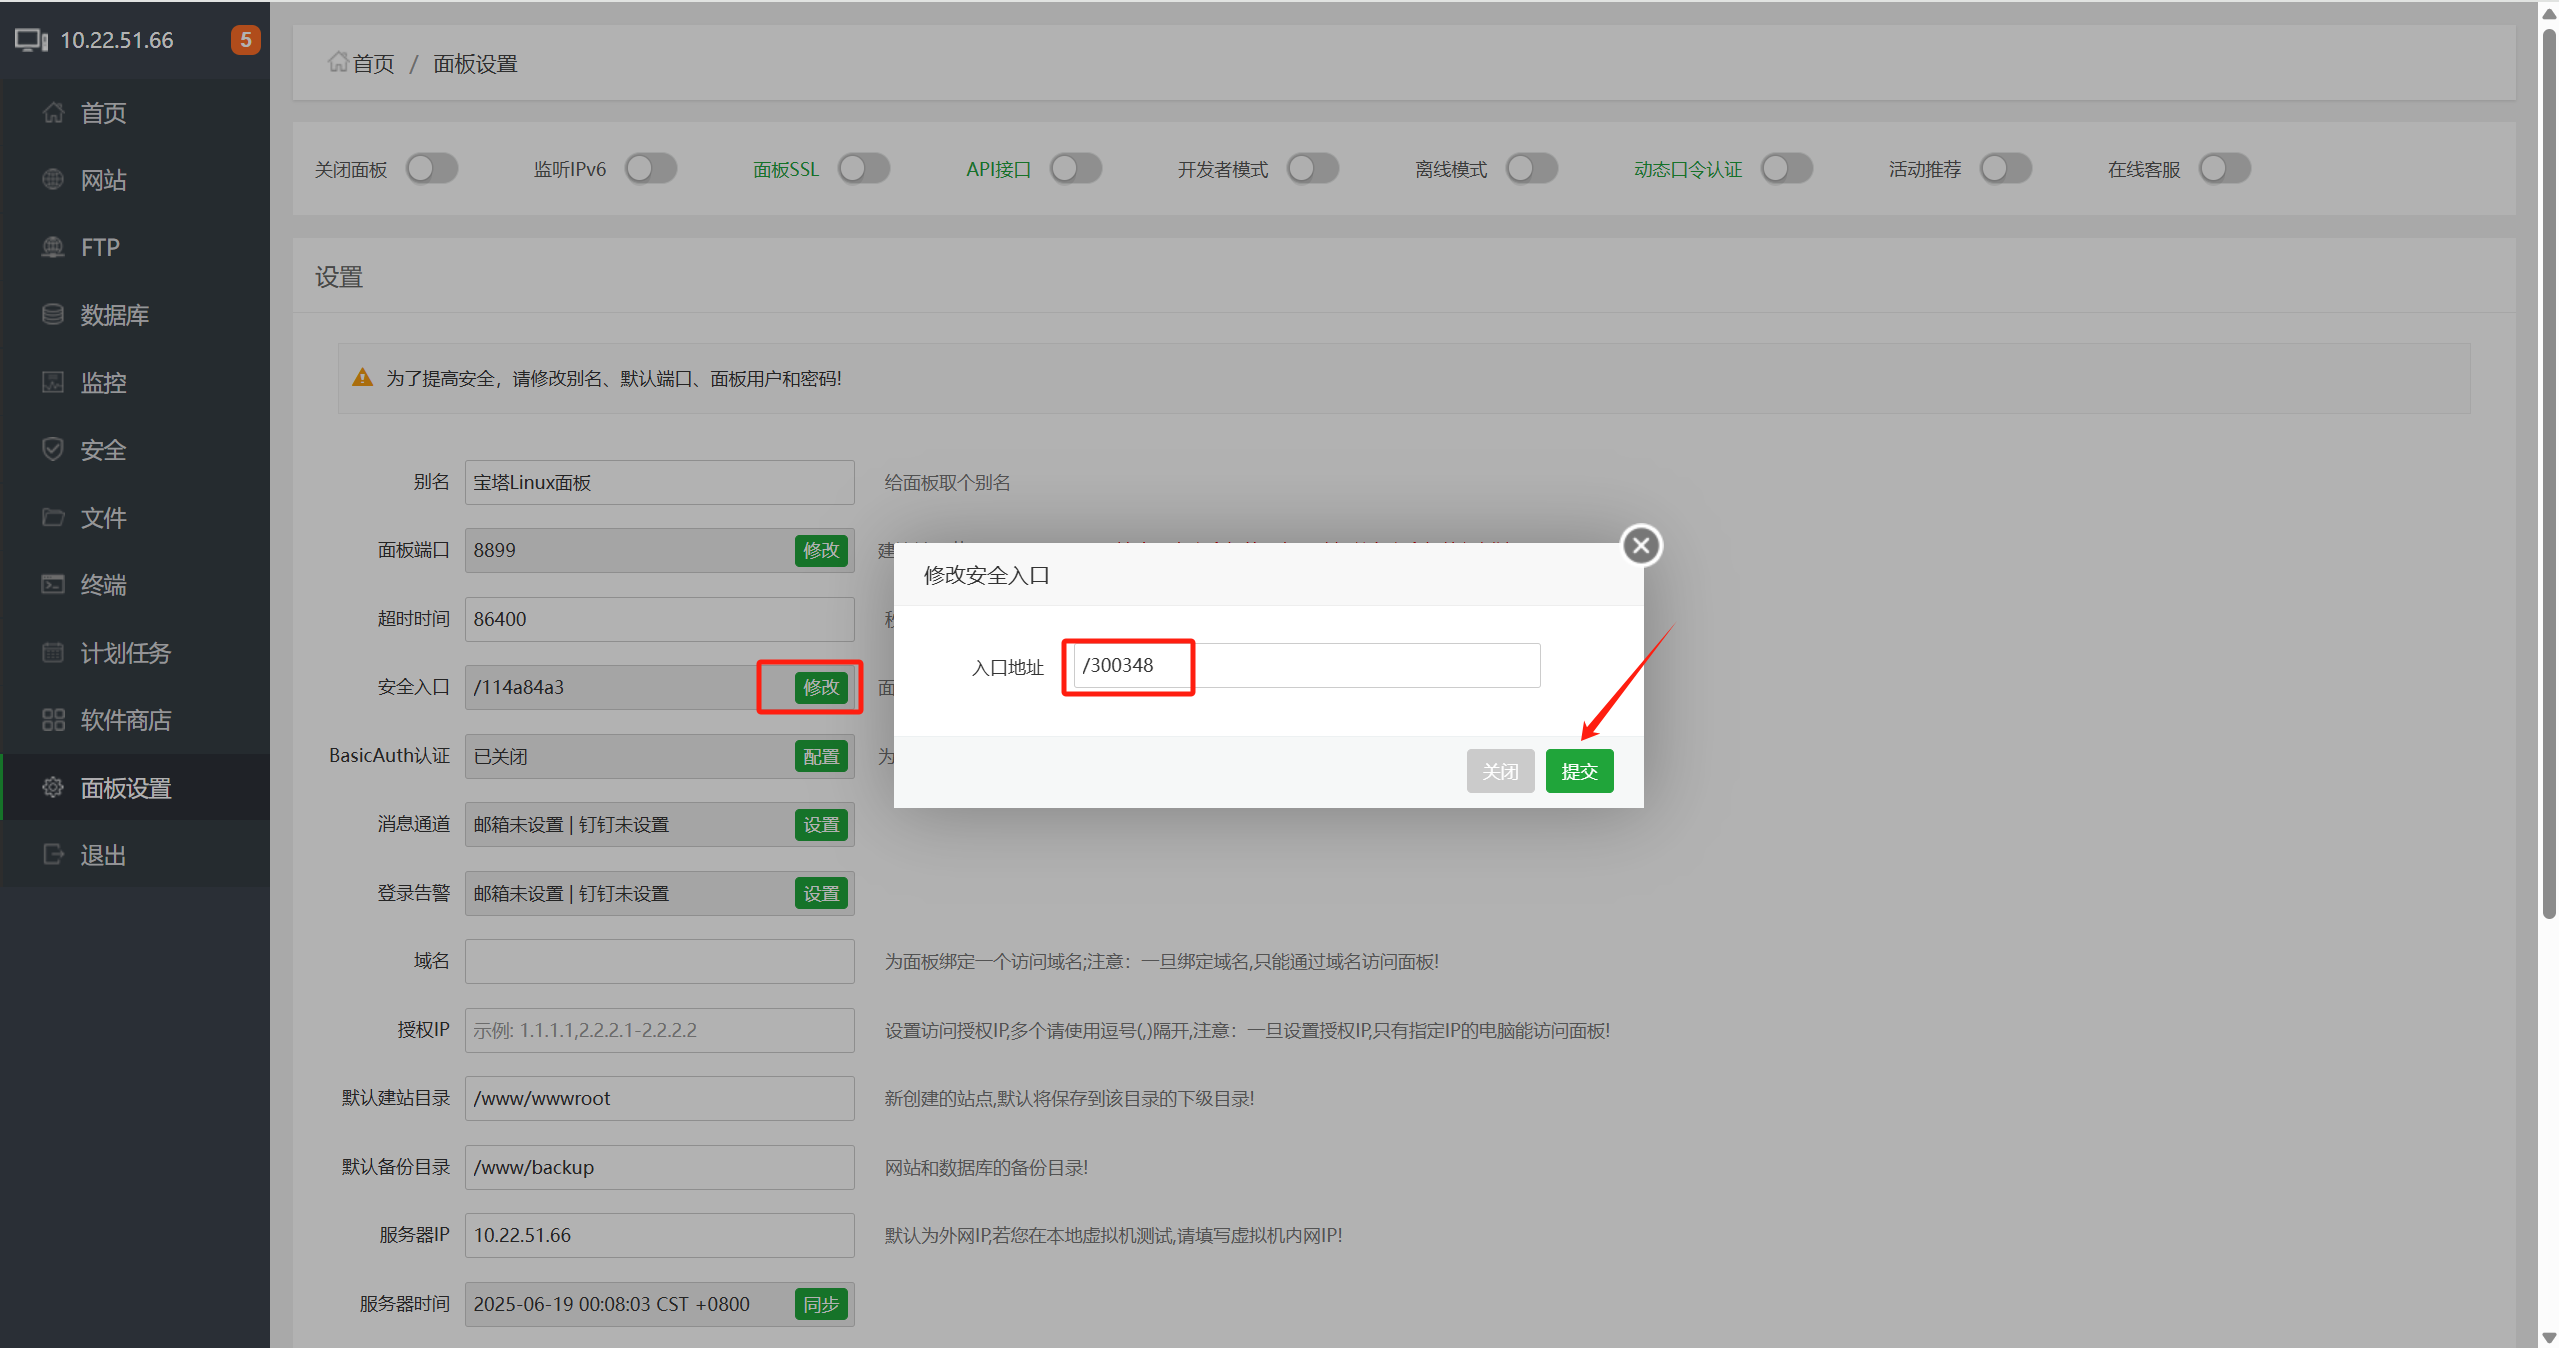 10.22.51.66 5
首页
网站
FTP
数据库
监控
安全
文件
终端
计划任务
软件商店
面板设置
退出
首页 / 面板设置
关闭面板 监听IPv6 面板SSL API接口 开发者模式 离线模式 动态口令认证 活动推荐 在线客服
设置
为了提高安全，请修改别名、默认端口、面板用户和密码!
别名 宝塔Linux面板 给面板取个别名
面板端口 8899 修改 建
超时时间 86400
安全入口 /114a84a3 修改 面
BasicAuth认证 已关闭 配置 为
消息通道 邮箱未设置 | 钉钉未设置 设置
登录告警 邮箱未设置 | 钉钉未设置 设置
域名 为面板绑定一个访问域名;注意：一旦绑定域名,只能通过域名访问面板!
授权IP 示例: 1.1.1.1,2.2.2.1-2.2.2.2 设置访问授权IP,多个请使用逗号(,)隔开,注意：一旦设置授权IP,只有指定IP的电脑能访问面板!
默认建站目录 /www/wwwroot 新创建的站点,默认将保存到该目录的下级目录!
默认备份目录 /www/backup 网站和数据库的备份目录!
服务器IP 10.22.51.66 默认为外网IP,若您在本地虚拟机测试,请填写虚拟机内网IP!
服务器时间 2025-06-19 00:08:03 CST +0800 同步
修改安全入口
入口地址 /300348
关闭 提交